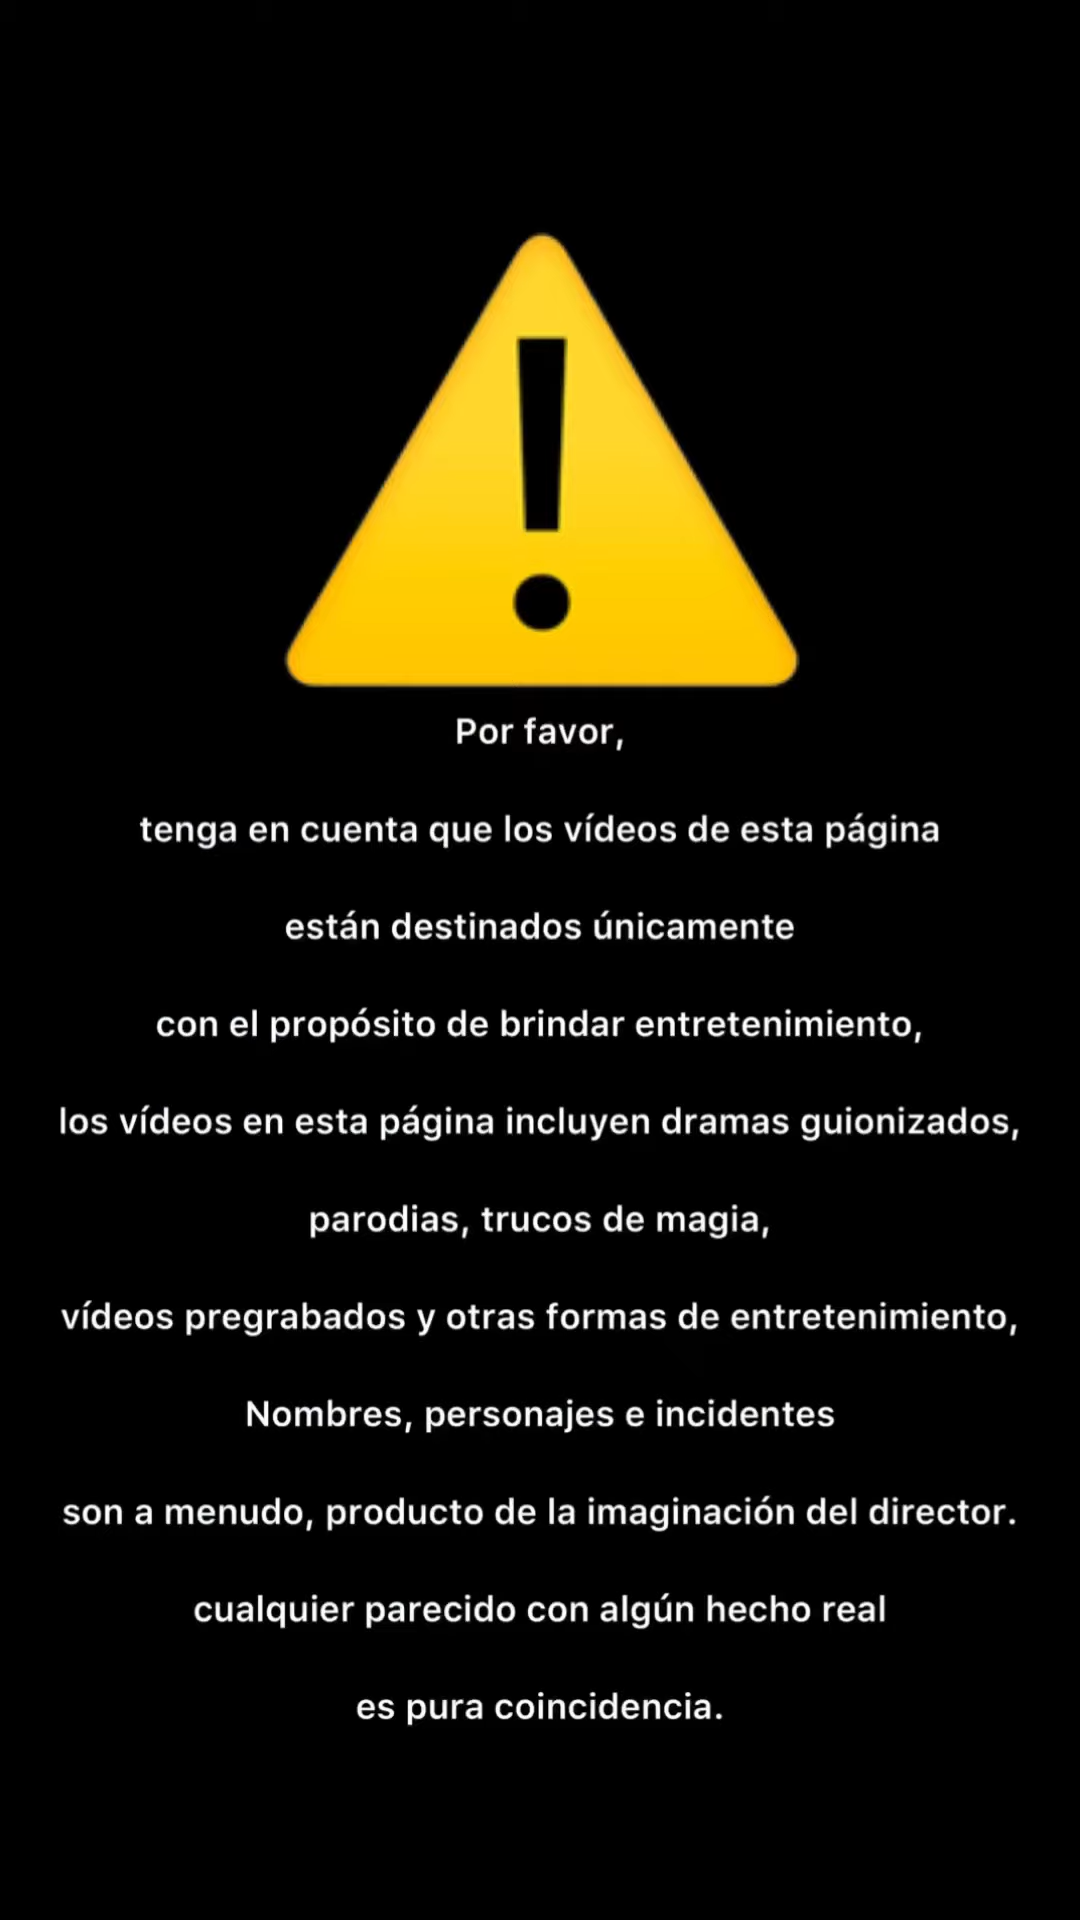 Por favor,
tenga en cuenta que los vídeos de esta página
están destinados únicamente
con el propósito de brindar entretenimiento,
los vídeos en esta página incluyen dramas guionizados,
parodias, trucos de magia,
vídeos pregrabados y otras formas de entretenimiento,
Nombres, personajes e incidentes
son a menudo, producto de la imaginación del director.
cualquier parecido con algún hecho real
es pura coincidencia.